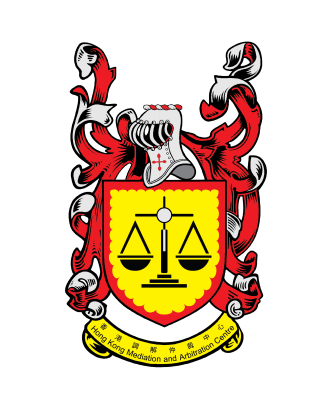 香港調解仲裁中心
Hong Kong Mediation and Arbitration Centre